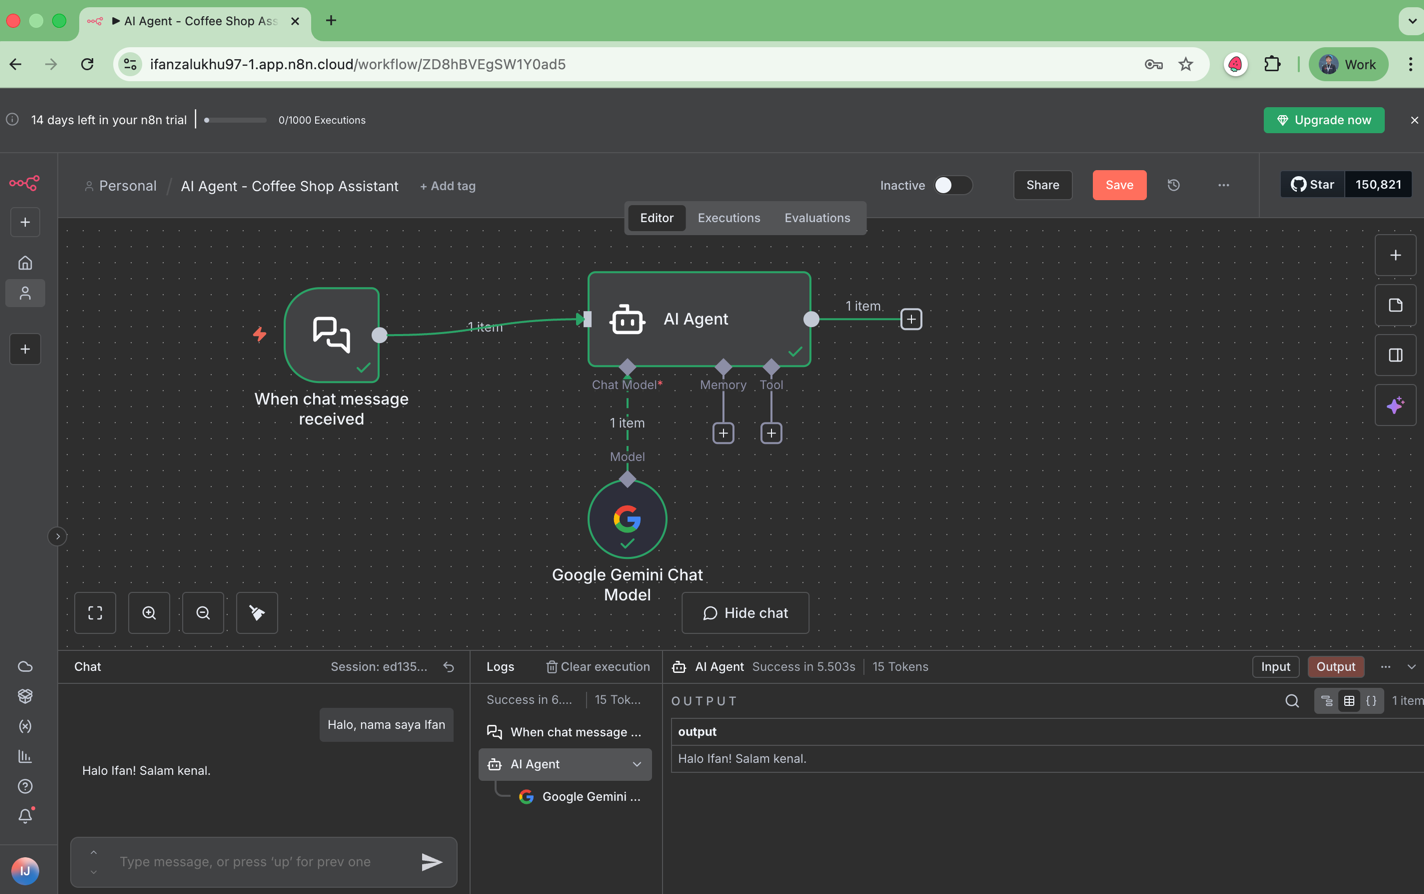 AI Agent - Coffee Shop Ass
ifanzalukhu97-1.app.n8n.cloud/workflow/ZD8hBVEgSW1Y0ad5
Work
14 days left in your n8n trial
0/1000 Executions
Upgrade now
Personal / AI Agent - Coffee Shop Assistant
+ Add tag
Inactive
Share
Save
Star
150,821
Editor
Executions
Evaluations
1 item
AI Agent
1 item
When chat message
received
Chat Model*
Memory
Tool
1 item
Model
Google Gemini Chat
Model
Hide chat
Chat
Session: ed135...
Logs
Clear execution
AI Agent
Success in 5.503s
15 Tokens
Input
Output
Success in 6....
15 Tok...
OUTPUT
1 item
Halo, nama saya Ifan
When chat message ...
output
Halo Ifan! Salam kenal.
AI Agent
Halo Ifan! Salam kenal.
Google Gemini ...
Type message, or press 'up' for prev one
IJ